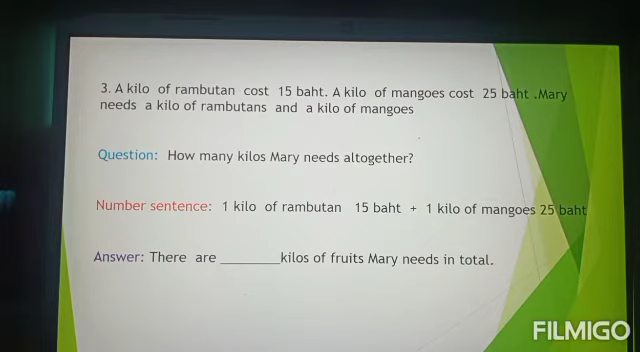 3. A kilo of rambutan cost 15 baht. A kilo of mangoes cost 25 baht .Mary
needs a kilo of rambutans and a kilo of mangoes
Question: How many kilos Mary needs altogether?
Number sentence: 1 kilo of rambutan 15 baht + 1 kilo of mangoes 25 baht
Answer: There are ________kilos of fruits Mary needs in total.
FILMIGO